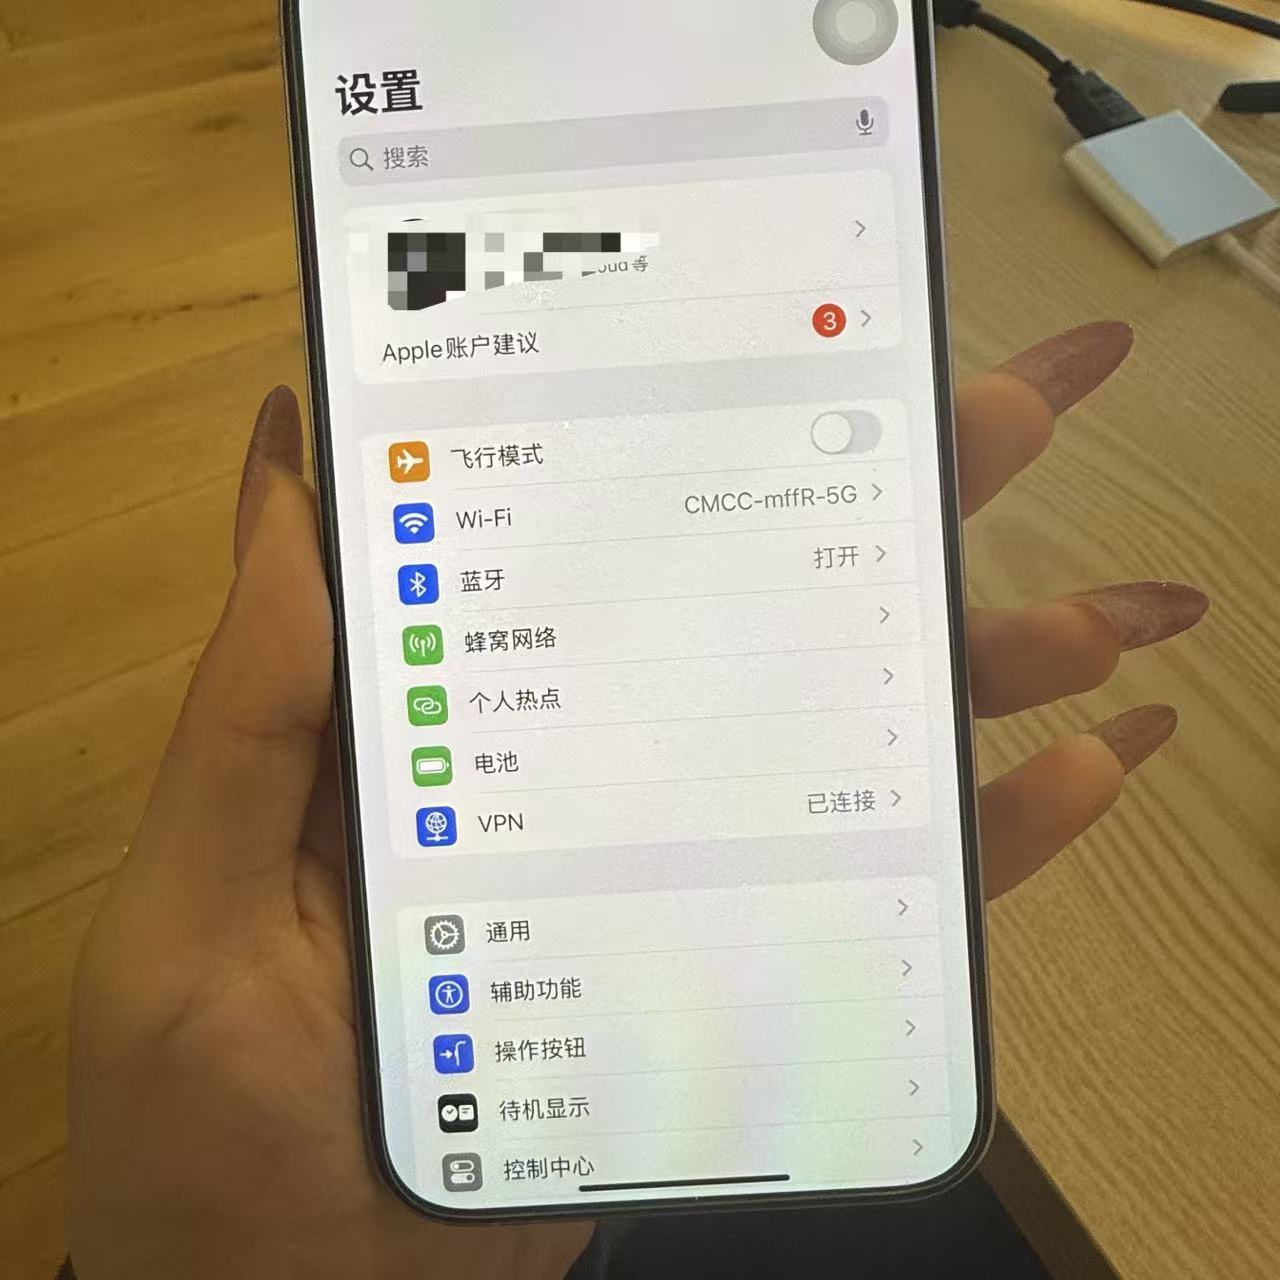 设置
搜索
等
Apple账户建议 3
飞行模式
Wi-Fi CMCC-mffR-5G
蓝牙 打开
蜂窝网络
个人热点
电池
VPN 已连接
通用
辅助功能
操作按钮
待机显示
控制中心